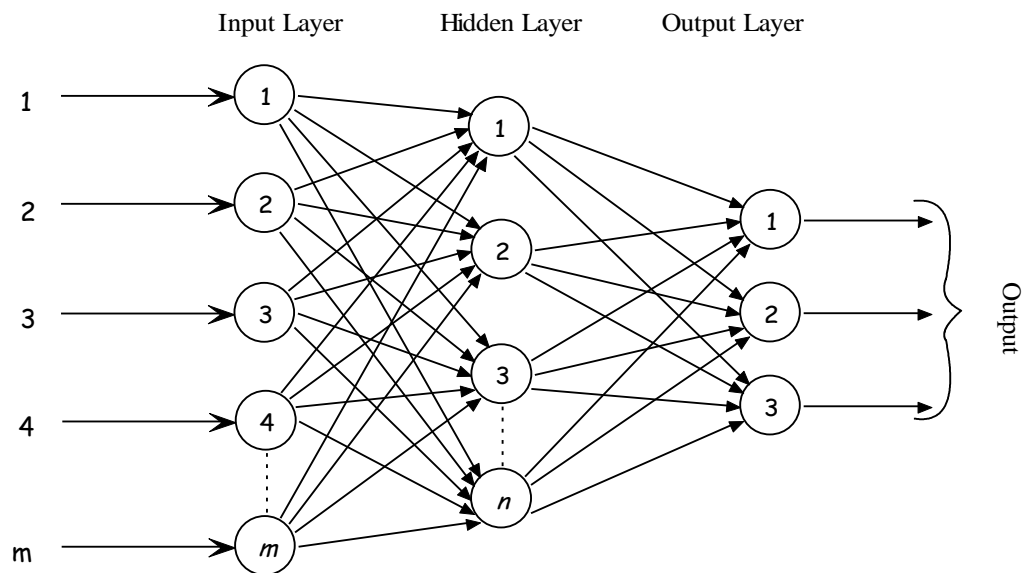 Input Layer Hidden Layer Output Layer
1 1 1
2 2 2 1
3 3 3 2
4 4 n 3
m m
Output